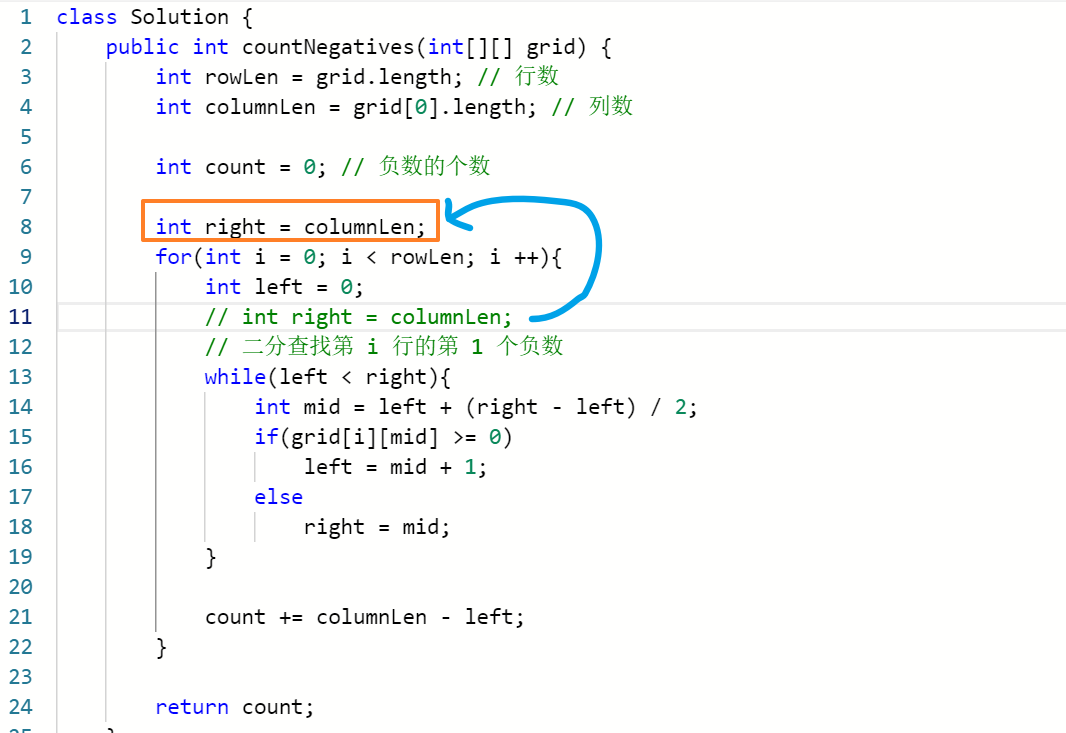 1 class Solution {
2 public int countNegatives(int[][] grid) {
3 int rowLen = grid.length; // 行数
4 int columnLen = grid[0].length; // 列数
5
6 int count = 0; // 负数的个数
7
8 int right = columnLen;
9 for(int i = 0; i < rowLen; i ++){
10 int left = 0;
11 // int right = columnLen;
12 // 二分查找第 i 行的第 1 个负数
13 while(left < right){
14 int mid = left + (right - left) / 2;
15 if(grid[i][mid] >= 0)
16 left = mid + 1;
17 else
18 right = mid;
19 }
20
21 count += columnLen - left;
22 }
23
24 return count;